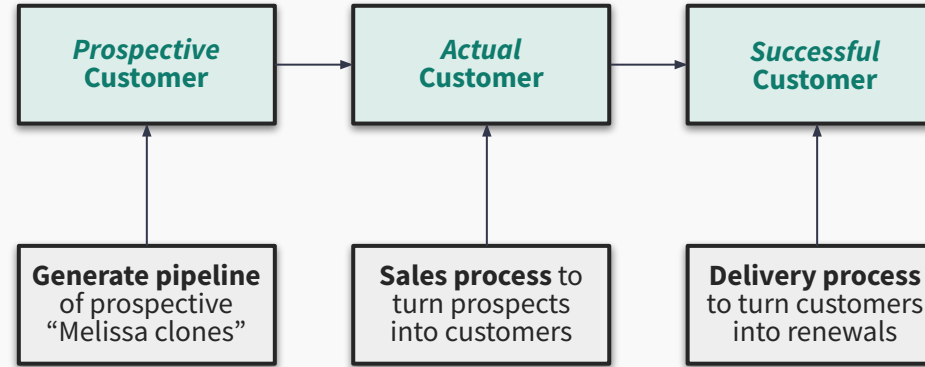 Prospective
Customer
Actual
Customer
Successful
Customer
Generate pipeline
of prospective
“Melissa clones”
Sales process to
turn prospects
into customers
Delivery process
to turn customers
into renewals